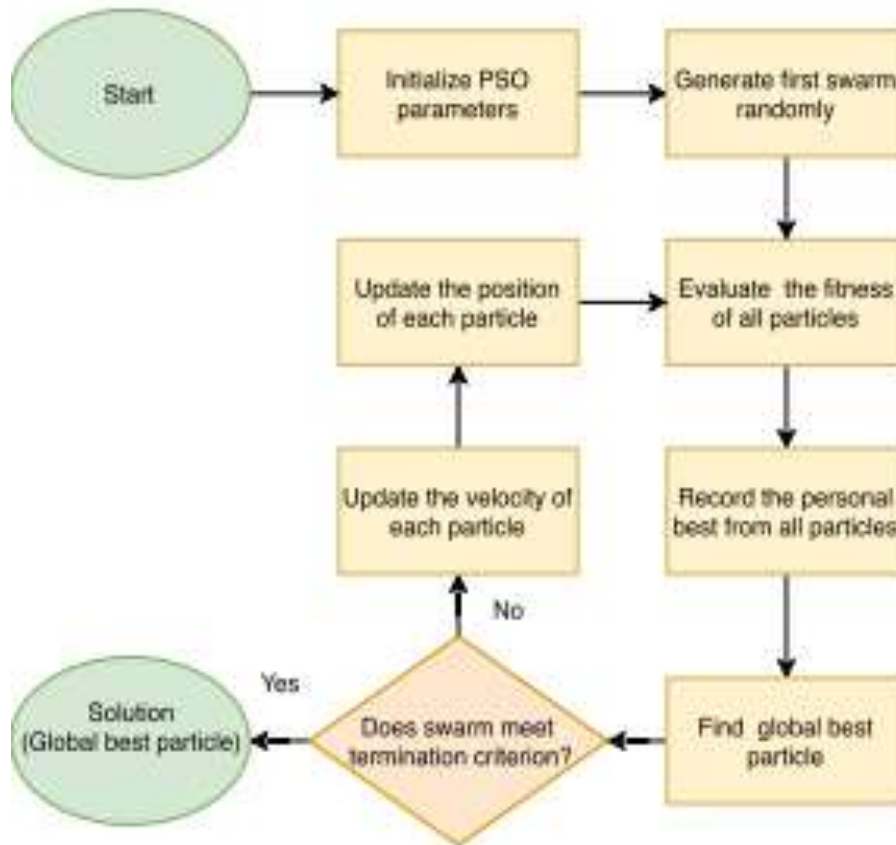 Start
Initialize PSO
parameters
Generate first swarm
randomly
Update the position
of each particle
Evaluate the fitness
of all particles
Update the velocity of
each particle
Record the personal
best from all particles
No
Yes
Solution
(Global best particle)
Does swarm meet
termination criterion?
Find global best
particle